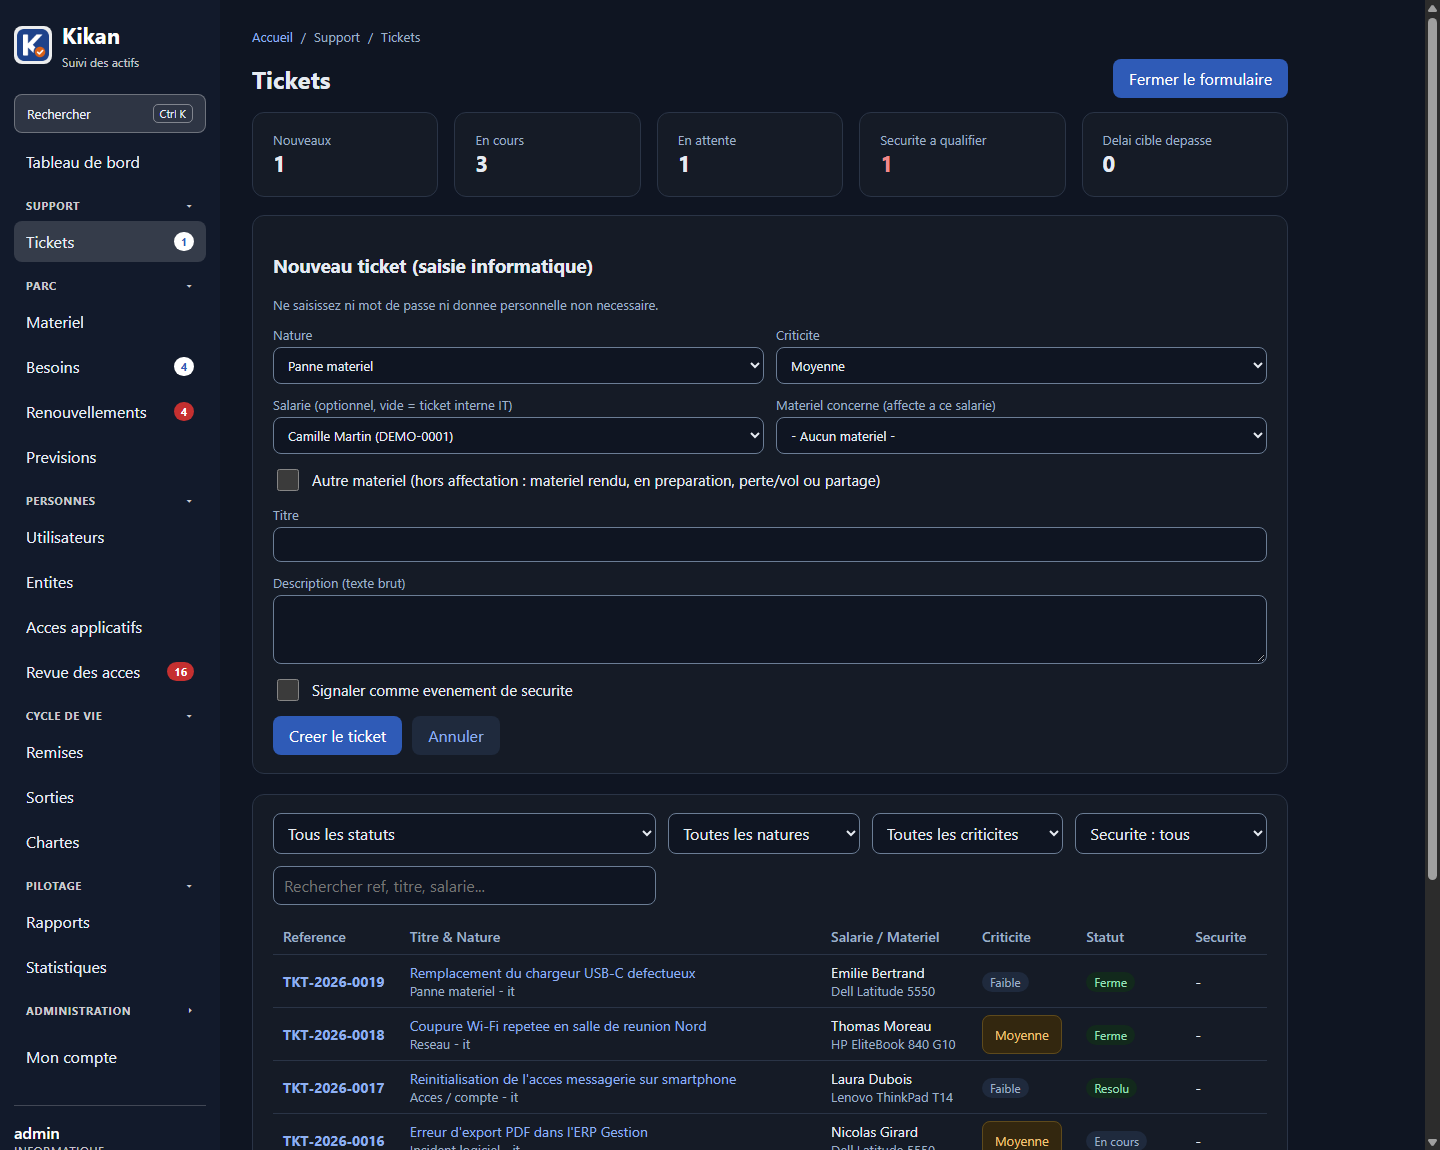 Kikan
Suivi des actifs
Rechercher
Ctrl K
Tableau de bord
SUPPORT
Tickets
1
PARC
Materiel
Besoins
4
Renouvellements
4
Previsions
PERSONNES
Utilisateurs
Entites
Acces applicatifs
Revue des acces
16
CYCLE DE VIE
Remises
Sorties
Chartes
PILOTAGE
Rapports
Statistiques
ADMINISTRATION
Mon compte
admin
INFORMATIQUE
Accueil / Support / Tickets
Tickets
Fermer le formulaire
Nouveaux
1
En cours
3
En attente
1
Securite a qualifier
1
Delai cible depasse
0
Nouveau ticket (saisie informatique)
Ne saisissez ni mot de passe ni donnee personnelle non necessaire.
Nature
Panne materiel
Criticite
Moyenne
Salarie (optionnel, vide = ticket interne IT)
Camille Martin (DEMO-0001)
Materiel concerne (affecte a ce salarie)
- Aucun materiel -
Autre materiel (hors affectation : materiel rendu, en preparation, perte/vol ou partage)
Titre
Description (texte brut)
Signaler comme evenement de securite
Creer le ticket
Annuler
Tous les statuts
Toutes les natures
Toutes les criticites
Securite : tous
Rechercher ref, titre, salarie...
Reference Titre & Nature Salarie / Materiel Criticite Statut Securite
TKT-2026-0019 Remplacement du chargeur USB-C defectueux Emilie Bertrand Faible Ferme -
Panne materiel - it Dell Latitude 5550
TKT-2026-0018 Coupure Wi-Fi repetee en salle de reunion Nord Thomas Moreau Moyenne Ferme -
Reseau - it HP EliteBook 840 G10
TKT-2026-0017 Reinitialisation de l'acces messagerie sur smartphone Laura Dubois Faible Resolu -
Acces / compte - it Lenovo ThinkPad T14
TKT-2026-0016 Erreur d'export PDF dans l'ERP Gestion Nicolas Girard Moyenne En cours -
Incident logiciel - it Dell Latitude 5550